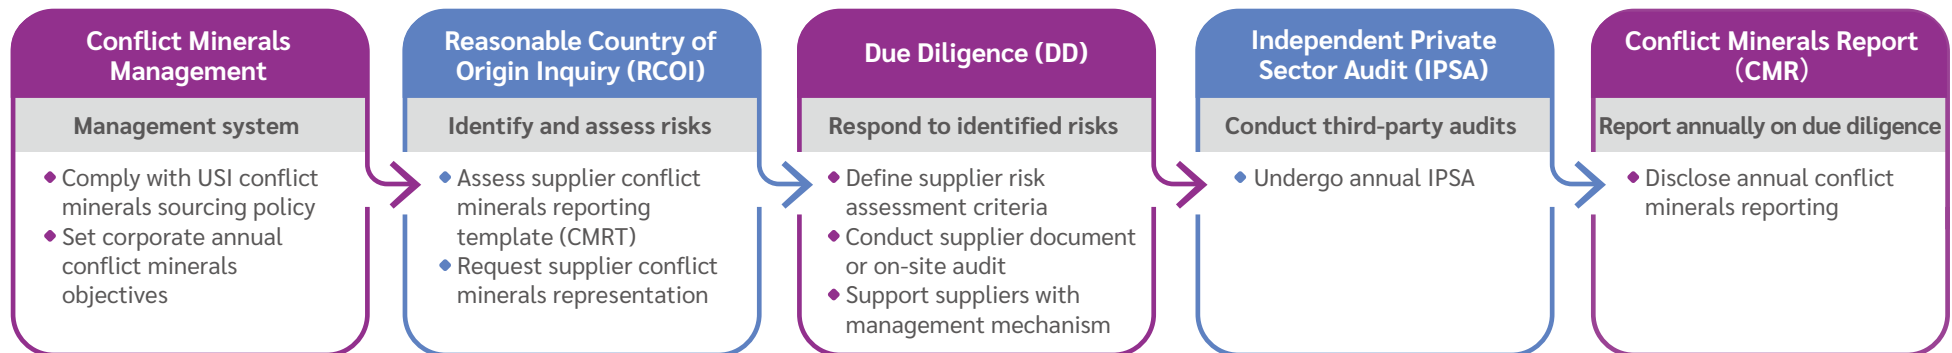 Conflict Minerals
Management
Management system
Comply with USI conflict
minerals sourcing policy
Set corporate annual
conflict minerals
objectives
Reasonable Country of
Origin Inquiry (RCOI)
Identify and assess risks
Assess supplier conflict
minerals reporting
template (CMRT)
Request supplier conflict
minerals representation
Due Diligence (DD)
Respond to identified risks
Define supplier risk
assessment criteria
Conduct supplier document
or on-site audit
Support suppliers with
management mechanism
Independent Private
Sector Audit (IPSA)
Conduct third-party audits
Undergo annual IPSA
Conflict Minerals Report
(CMR)
Report annually on due diligence
Disclose annual conflict
minerals reporting